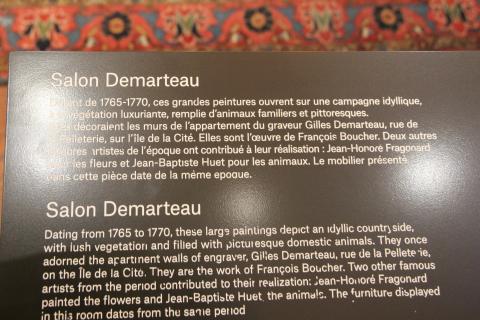 Salon Demarteau
de 1765-1770, ces grandes peintures ouvrent sur une campagne idyllique,
végétation luxuriante, remplie d'animaux familiers et pittoresques.
décoraient les murs de l'appartement du graveur Gilles Demarteau, rue de
Pelleterie, sur l'île de la Cité. Elles sont l'œuvre de François Boucher. Deux autres
artistes de l'époque ont contribué à leur réalisation : Jean-Honoré Fragonard
les fleurs et Jean-Baptiste Huet pour les animaux. Le mobilier présenté
dans cette pièce date de la même époque.
Salon Demarteau
Dating from 1765 to 1770, these large paintings depict an idyllic countryside,
with lush vegetation and filled with picturesque domestic animals. They once
adorned the apartment walls of engraver, Gilles Demarteau, rue de la Pelleterie,
on the Île de la Cité. They are the work of François Boucher. Two other famous
artists from the period contributed to their realization: Jean-Honoré Fragonard
painted the flowers and Jean-Baptiste Huet, the animals. The furniture displayed
in this room dates from the same period